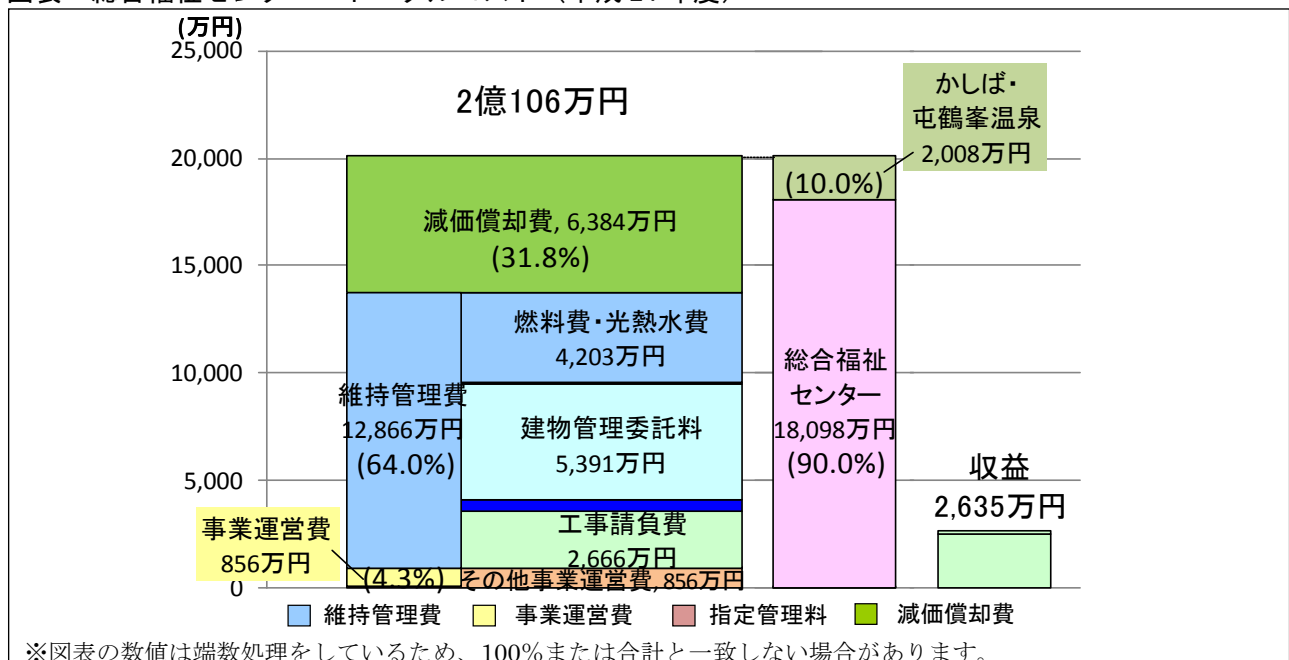 (万円)
25,000
20,000
15,000
10,000
5,000
0
2億106万円
減価償却費, 6,384万円
(31.8%)
維持管理費
12,866万円
(64.0%)
燃料費・光熱水費
4,203万円
建物管理委託料
5,391万円
工事請負費
2,666万円
事業運営費
856万円
(4.3%)
その他事業運営費, 856万円
かしば・
屯鶴峯温泉
2,008万円
(10.0%)
総合福祉
センター
18,098万円
(90.0%)
収益
2,635万円
維持管理費
事業運営費
指定管理料
減価償却費
※図表の数値は端数処理をしているため、100%または合計と一致しない場合があります。